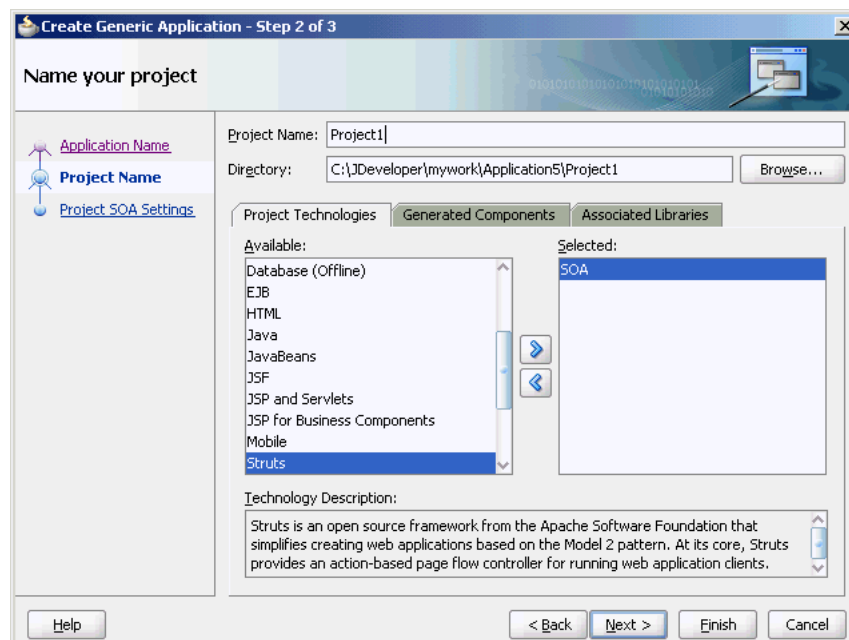 Create Generic Application - Step 2 of 3
Name your project
Application Name
Project Name
Project SOA Settings
Project Name: Project1
Directory: C:\JDeveloper\mywork\Application5\Project1 Browse...
Project Technologies Generated Components Associated Libraries
Available: Selected:
Database (Offline) SOA
EJB
HTML
Java
JavaBeans
JSF
JSP and Servlets
JSP for Business Components
Mobile
Struts
Technology Description:
Struts is an open source framework from the Apache Software Foundation that
simplifies creating web applications based on the Model 2 pattern. At its core, Struts
provides an action-based page flow controller for running web application clients.
Help < Back Next > Finish Cancel